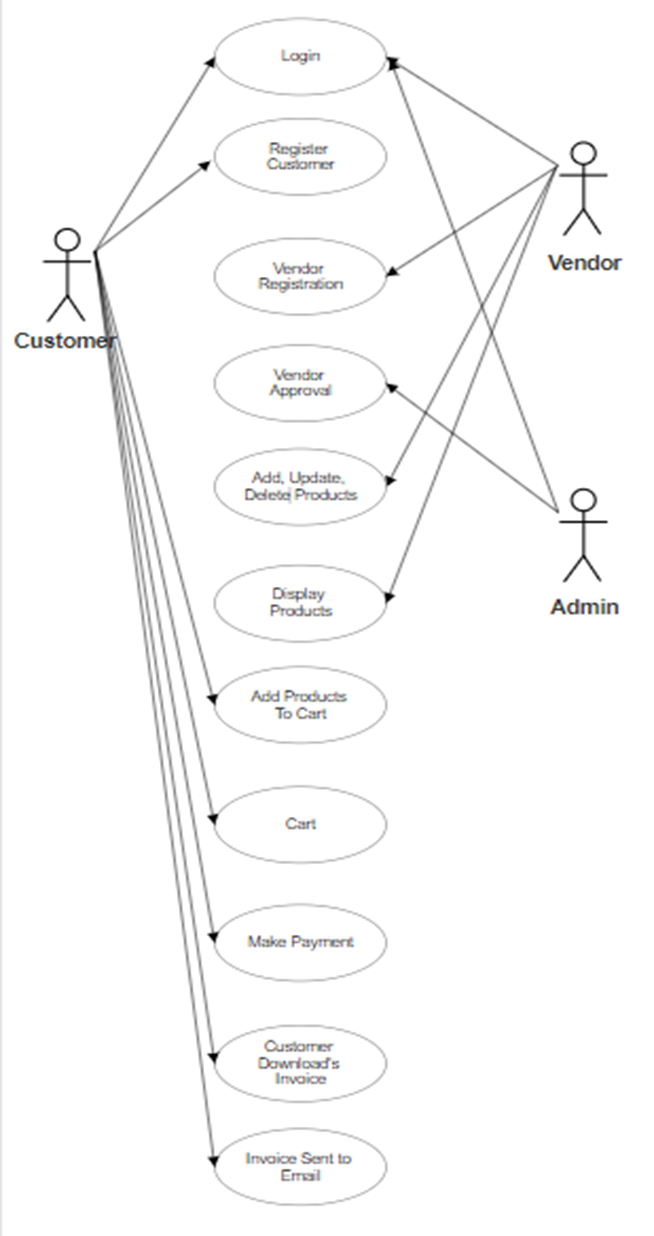 Login
Register
Customer
Vendor
Registration
Vendor
Vendor
Approval
Customer
Add, Update,
Delete Products
Display
Products
Admin
Add Products
To Cart
Cart
Make Payment
Customer
Download's
Invoice
Invoice Sent to
Email